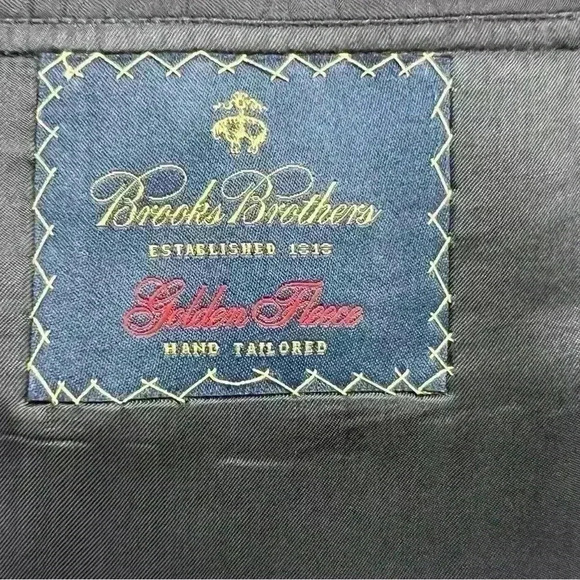 Brooks Brothers
ESTABLISHED 1818
Golden Fleece
HAND TAILORED